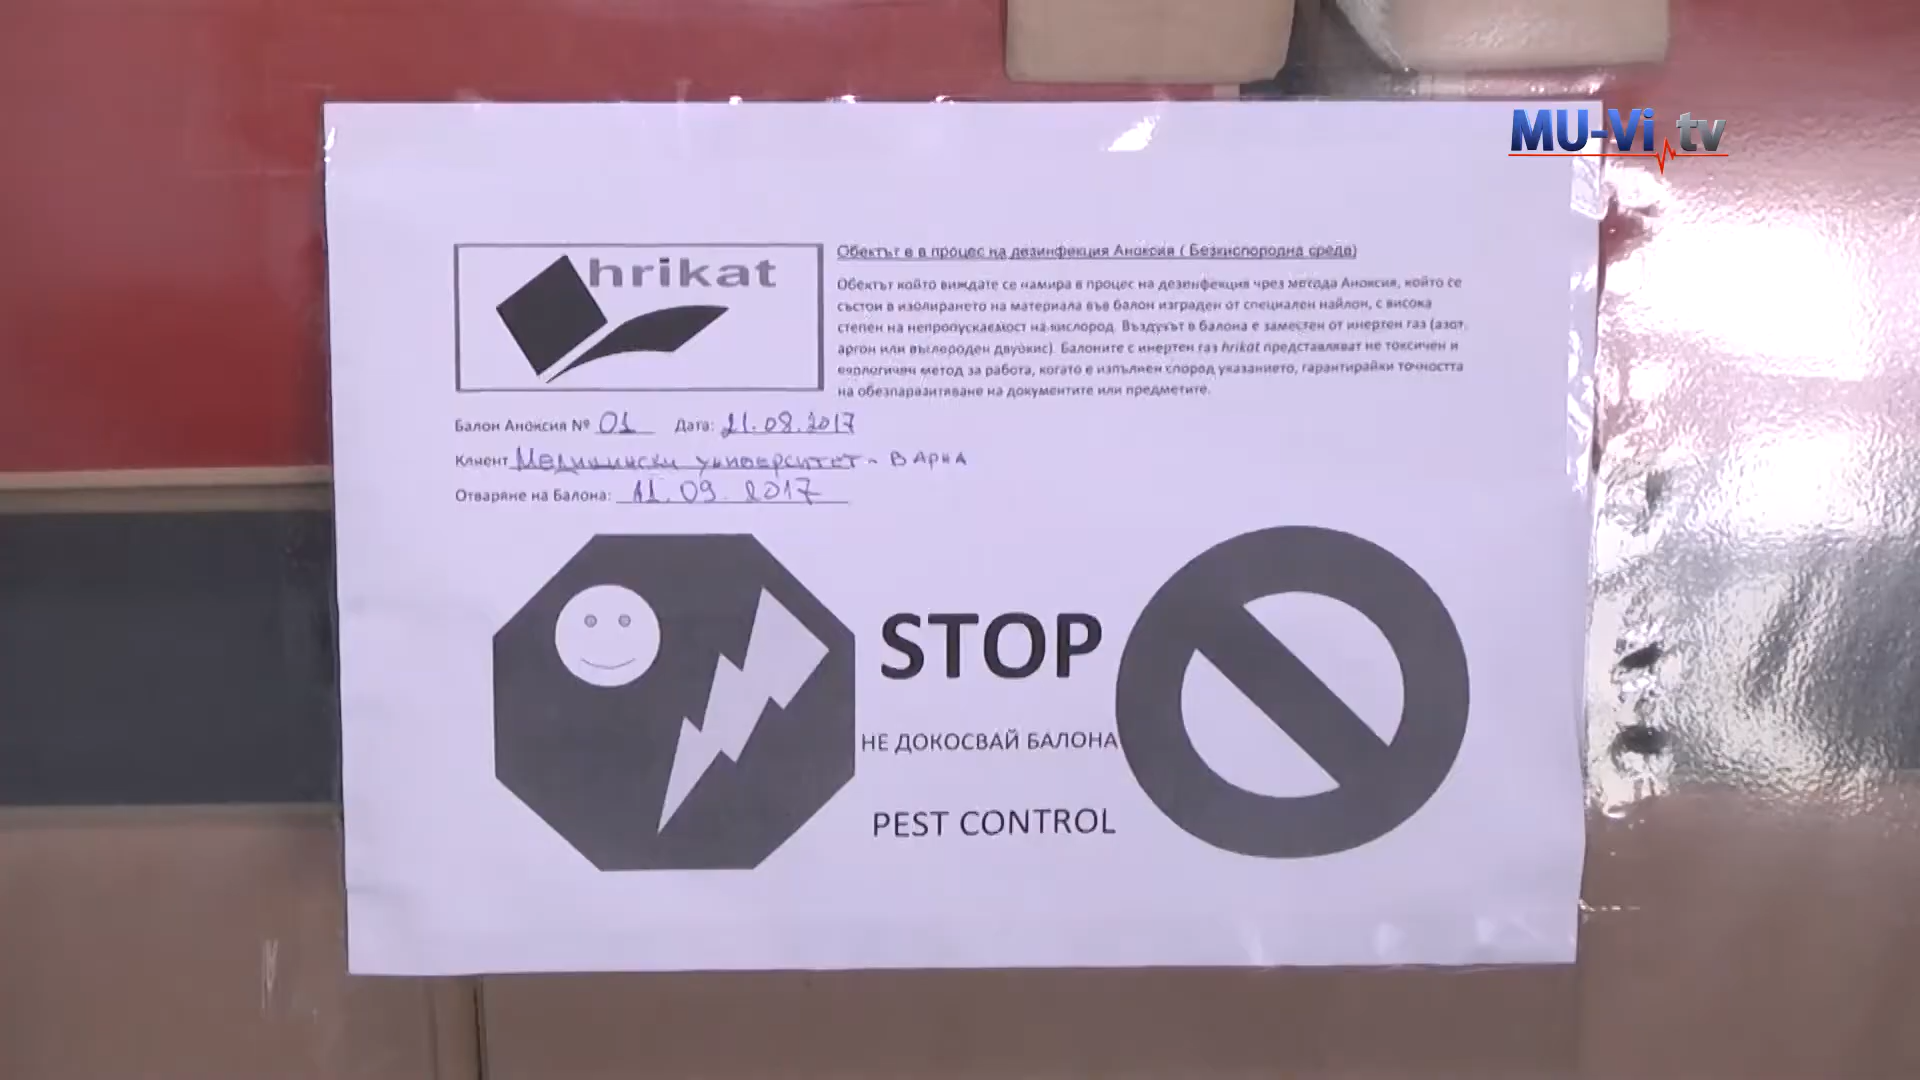 MU-Vi tv
hrikat
Обектът е в процес на дезинфекция Аноксия ( Безкислородна среда)
Обектът който виждате се намира в процес на дезенфекция чрез метода Аноксия, който се
състои в изолирането на материала във балон изграден от специален найлон, с висока
степен на непропускаемост на кислород. Въздухът в балона е заместен от инертен газ (азот,
аргон или въглероден двуокис). Балоните с инертен газ hrikat представляват не токсичен и
екологичен метод за работа, когато е изпълнен според указанието, гарантирайки точността
на обезпаразитяване на документите или предметите.
Балон Аноксия № 01 Дата: 21.08.2017
Клиент Медицински университет - Варна
Отваряне на Балона: 11.09.2017
STOP
НЕ ДОКОСВАЙ БАЛОНА
PEST CONTROL